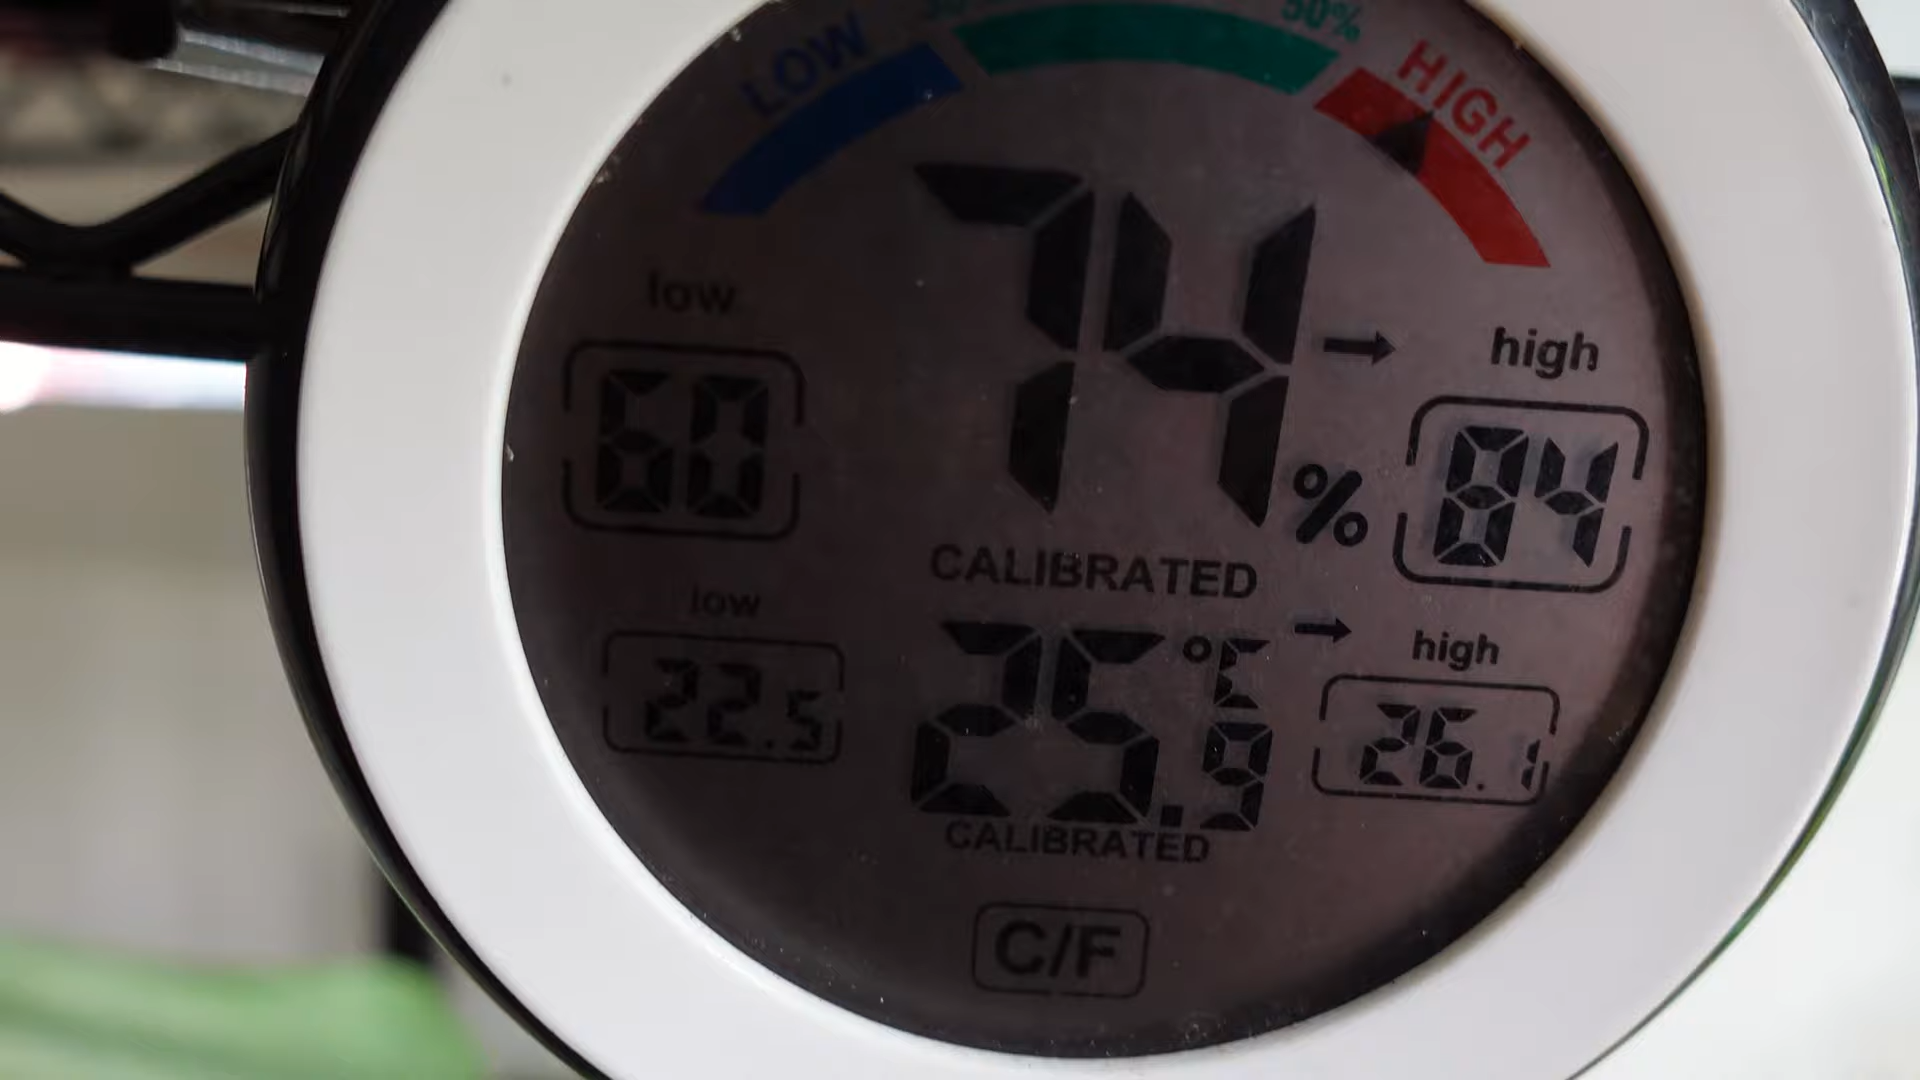 50%
LOW
HIGH
74 %
low
60
high
84
CALIBRATED
low
22.5
25.9 °C
high
26.1
CALIBRATED
C/F